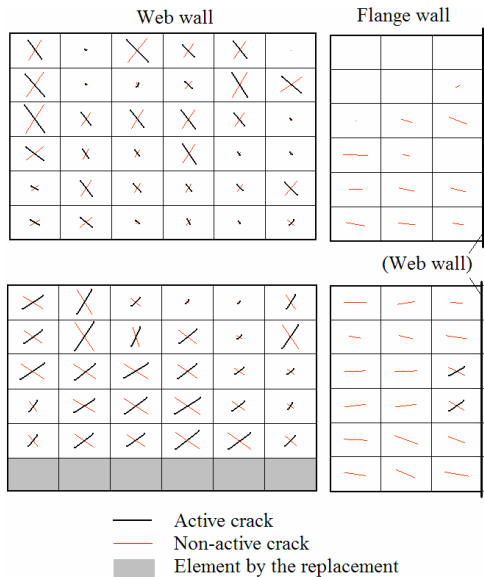 Web wall
Flange wall
(Web wall)
Active crack
Non-active crack
Element by the replacement